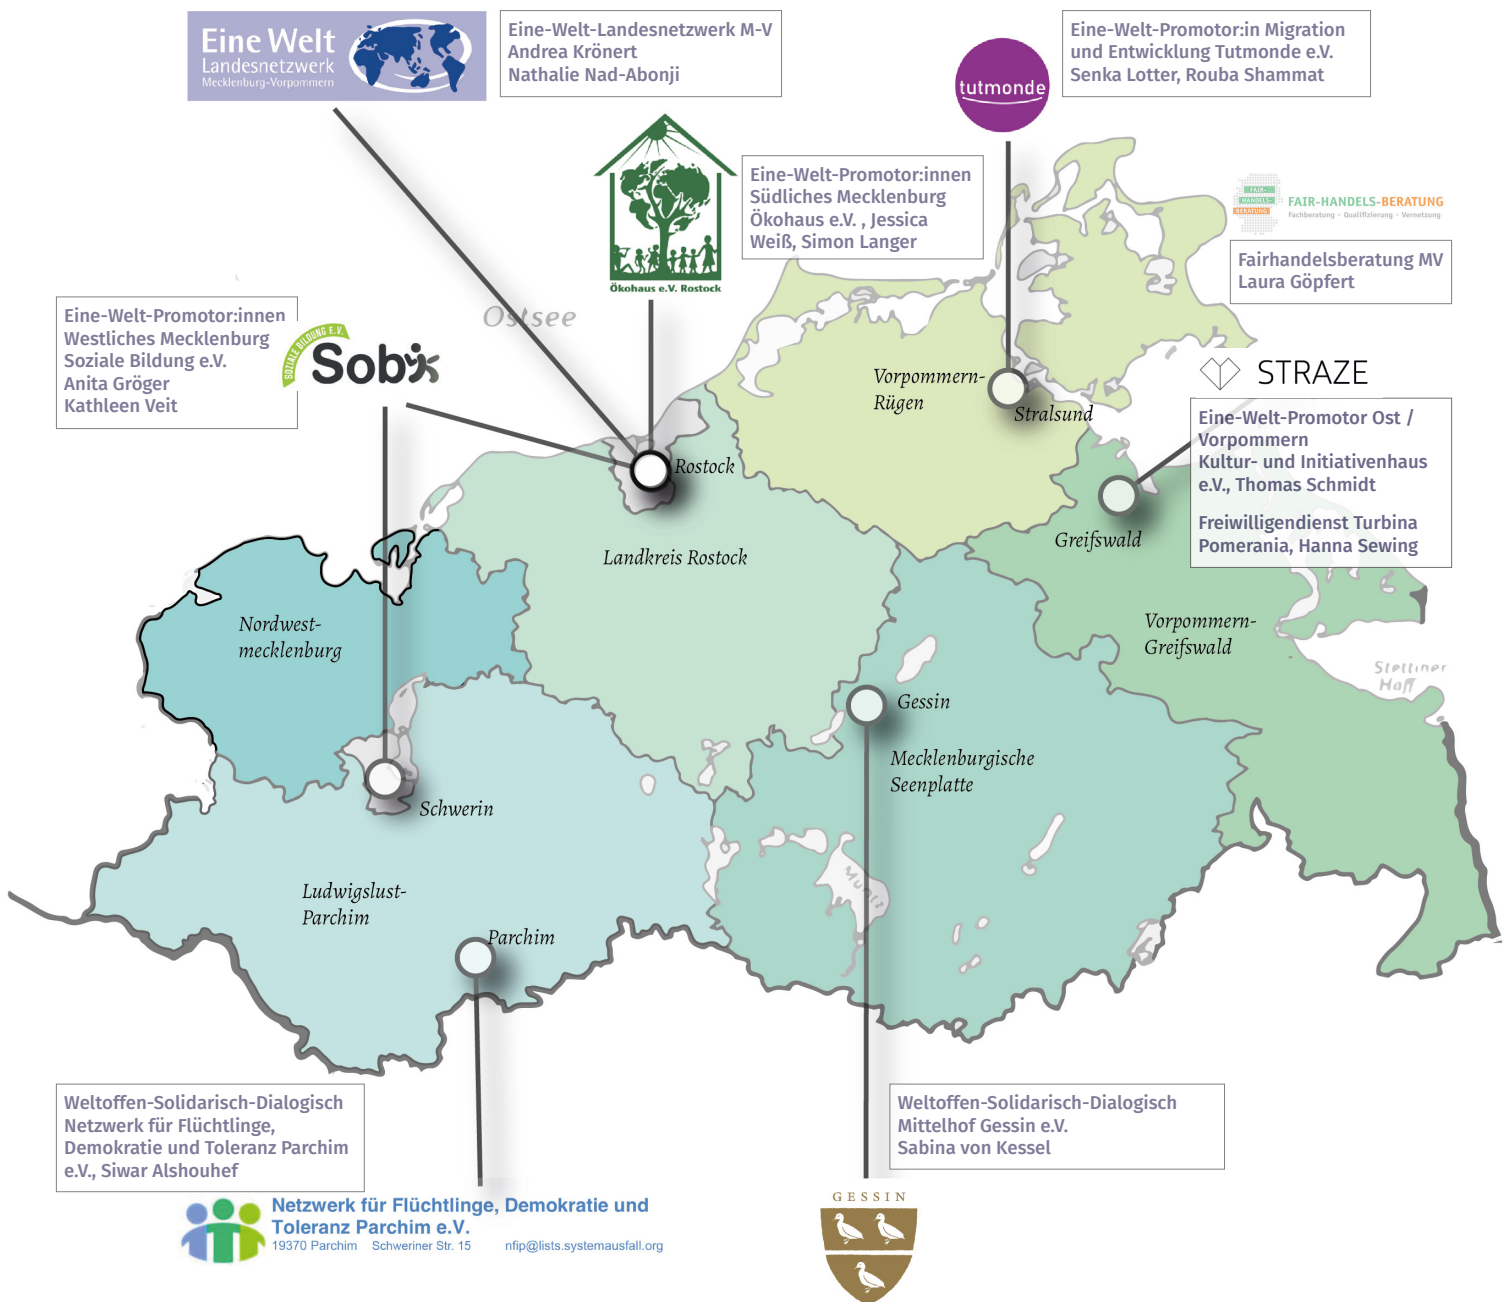 Eine Welt
Landesnetzwerk
Mecklenburg-Vorpommern
Eine-Welt-Landesnetzwerk M-V
Andrea Krönert
Nathalie Nad-Abonji
tutmonde
Eine-Welt-Promotor:in Migration
und Entwicklung Tutmonde e.V.
Senka Lotter, Rouba Shammat
Ökohaus e.V. Rostock
Eine-Welt-Promotor:innen
Südliches Mecklenburg
Ökohaus e.V. , Jessica
Weiß, Simon Langer
FAIR-
HANDELS-
BERATUNG
FAIR-HANDELS-BERATUNG
Fachberatung - Qualifizierung - Vernetzung
Fairhandelsberatung MV
Laura Göpfert
Eine-Welt-Promotor:innen
Westliches Mecklenburg
Soziale Bildung e.V.
Anita Gröger
Kathleen Veit
SOZIALE BILDUNG E.V.
Sobi
Ostsee
STRAZE
Eine-Welt-Promotor Ost /
Vorpommern
Kultur- und Initiativenhaus
e.V., Thomas Schmidt
Freiwilligendienst Turbina
Pomerania, Hanna Sewing
Vorpommern-
Rügen
Stralsund
Rostock
Greifswald
Landkreis Rostock
Nordwest-
mecklenburg
Vorpommern-
Greifswald
Stettiner
Haff
Gessin
Mecklenburgische
Seenplatte
Schwerin
Müritz
Ludwigslust-
Parchim
Parchim
Weltoffen-Solidarisch-Dialogisch
Netzwerk für Flüchtlinge,
Demokratie und Toleranz Parchim
e.V., Siwar Alshouhef
Netzwerk für Flüchtlinge, Demokratie und
Toleranz Parchim e.V.
19370 Parchim Schweriner Str. 15 nfip@lists.systemausfall.org
Weltoffen-Solidarisch-Dialogisch
Mittelhof Gessin e.V.
Sabina von Kessel
GESSIN